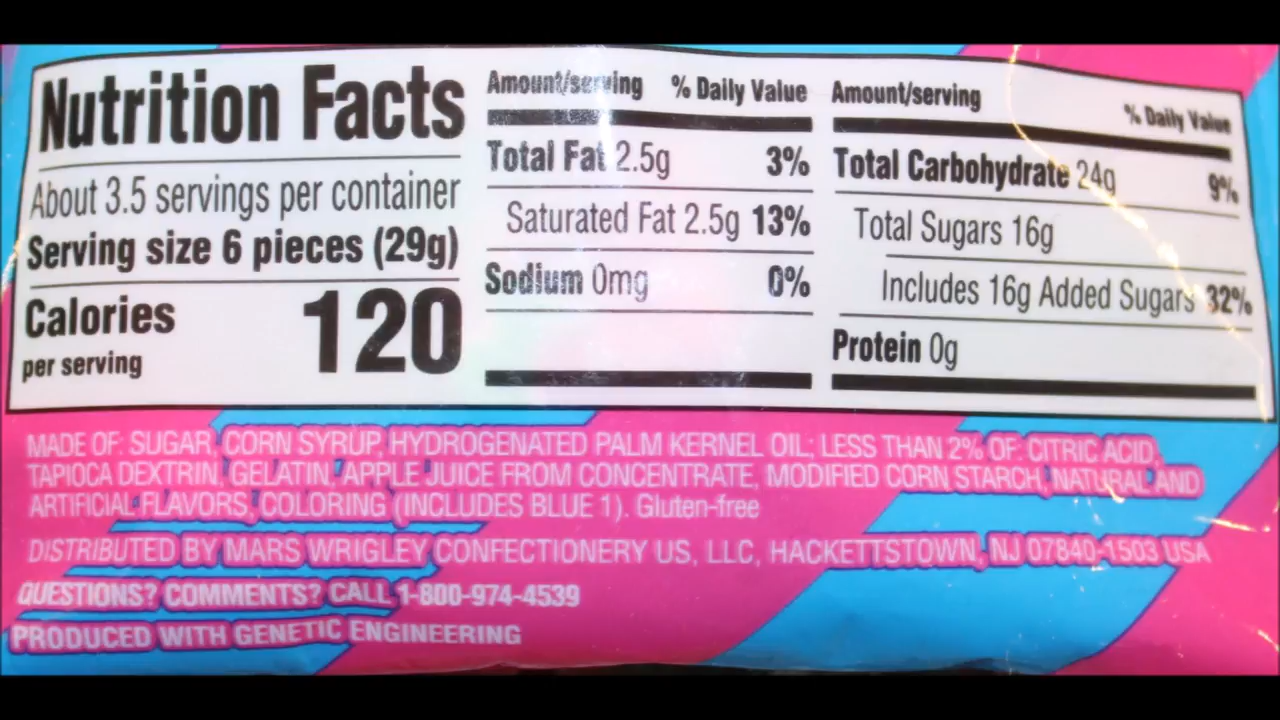 Nutrition Facts
About 3.5 servings per container
Serving size 6 pieces (29g)
Calories
per serving
120
Amount/serving % Daily Value
Total Fat 2.5g 3%
Saturated Fat 2.5g 13%
Sodium 0mg 0%
Amount/serving % Daily Value
Total Carbohydrate 24g 9%
Total Sugars 16g
Includes 16g Added Sugars 32%
Protein 0g
MADE OF: SUGAR, CORN SYRUP, HYDROGENATED PALM KERNEL OIL; LESS THAN 2% OF: CITRIC ACID,
TAPIOCA DEXTRIN, GELATIN, APPLE JUICE FROM CONCENTRATE, MODIFIED CORN STARCH, NATURAL AND
ARTIFICIAL FLAVORS, COLORING (INCLUDES BLUE 1). Gluten-free
DISTRIBUTED BY MARS WRIGLEY CONFECTIONERY US, LLC, HACKETTSTOWN, NJ 07840-1503 USA
QUESTIONS? COMMENTS? CALL 1-800-974-4539
PRODUCED WITH GENETIC ENGINEERING